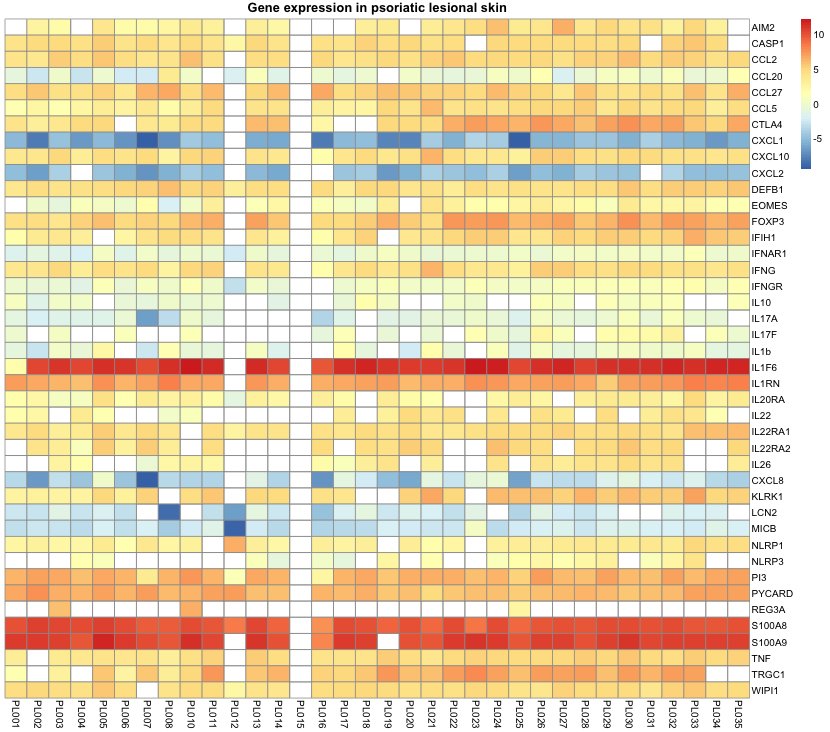 Gene expression in psoriatic lesional skin
AIM2
CASP1
CCL2
CCL20
CCL27
CCL5
CTLA4
CXCL1
CXCL10
CXCL2
DEFB1
EOMES
FOXP3
IFIH1
IFNAR1
IFNG
IFNGR
IL10
IL17A
IL17F
IL1b
IL1F6
IL1RN
IL20RA
IL22
IL22RA1
IL22RA2
IL26
CXCL8
KLRK1
LCN2
MICB
NLRP1
NLRP3
PI3
PYCARD
REG3A
S100A8
S100A9
TNF
TRGC1
WIPI1
10
5
0
-5
PL001
PL002
PL003
PL004
PL005
PL006
PL007
PL008
PL010
PL011
PL012
PL013
PL014
PL015
PL016
PL017
PL018
PL019
PL020
PL021
PL022
PL023
PL024
PL025
PL026
PL027
PL028
PL029
PL030
PL031
PL032
PL033
PL034
PL035